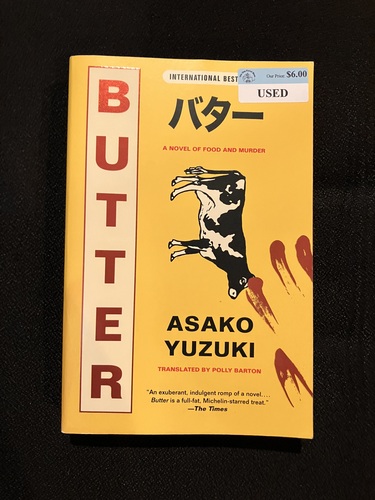 BUTTER
INTERNATIONAL BEST
Our Price $6.00
USED
バター
A NOVEL OF FOOD AND MURDER
ASAKO
YUZUKI
TRANSLATED BY POLLY BARTON
"An exuberant, indulgent romp of a novel....
Butter is a full-fat, Michelin-starred treat."
—The Times